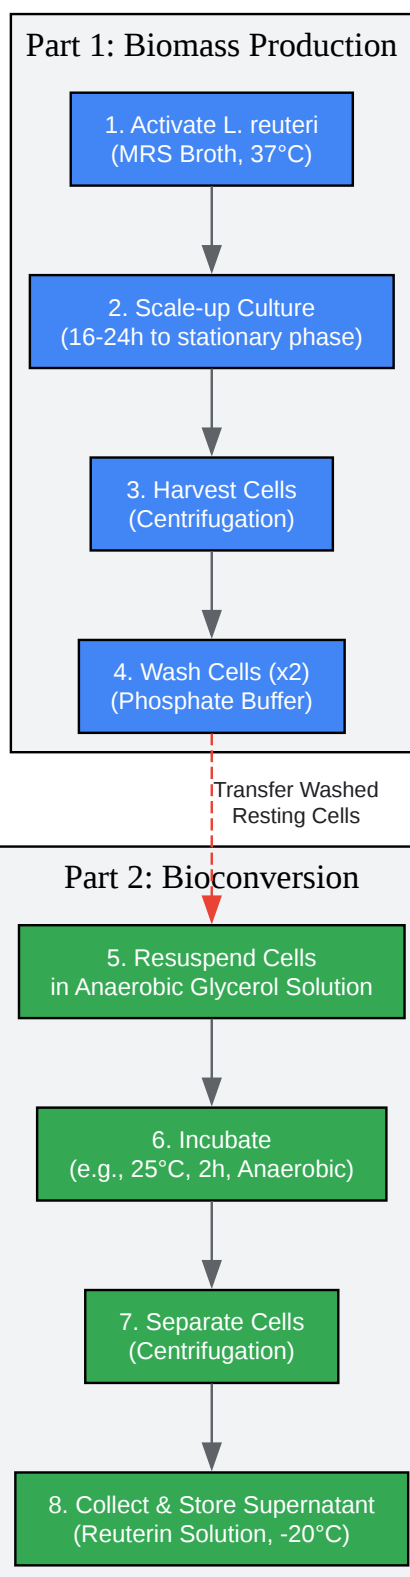 Part 1: Biomass Production
1. Activate L. reuteri
(MRS Broth, 37°C)
2. Scale-up Culture
(16-24h to stationary phase)
3. Harvest Cells
(Centrifugation)
4. Wash Cells (x2)
(Phosphate Buffer)
Transfer Washed
Resting Cells
Part 2: Bioconversion
5. Resuspend Cells
in Anaerobic Glycerol Solution
6. Incubate
(e.g., 25°C, 2h, Anaerobic)
7. Separate Cells
(Centrifugation)
8. Collect & Store Supernatant
(Reuterin Solution, -20°C)